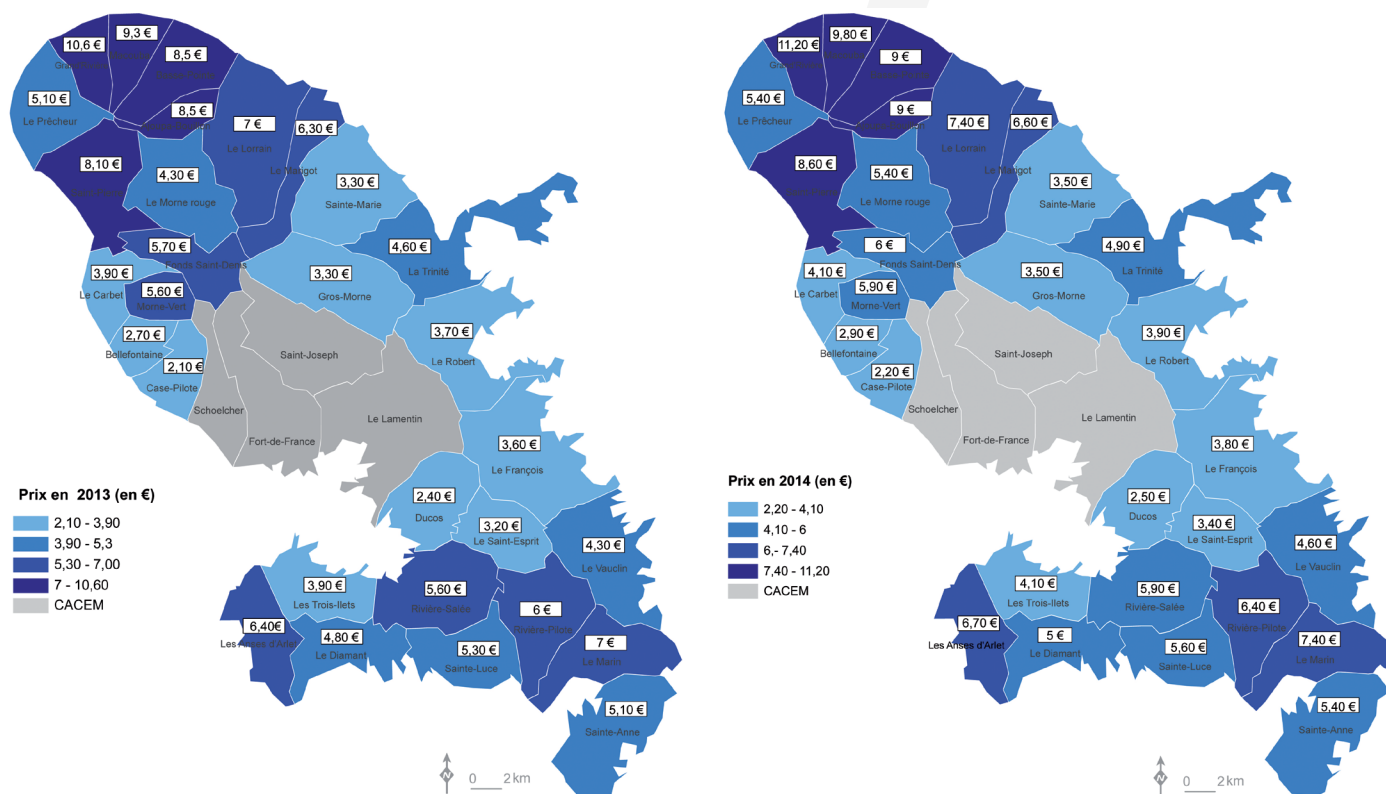 10,6 €
9,3 €
8,5 €
5,10 €
Le Prêcheur
8,5 €
7 €
Le Lorrain
6,30 €
Le Marigot
8,10 €
4,30 €
Le Morne rouge
3,30 €
Sainte-Marie
5,70 €
Fonds Saint-Denis
4,60 €
La Trinité
3,90 €
Le Carbet
5,60 €
Morne-Vert
3,30 €
Gros-Morne
2,70 €
Bellefontaine
2,10 €
Case-Pilote
3,70 €
Le Robert
Saint-Joseph
Schoelcher
Fort-de-France
Le Lamentin
3,60 €
Le François
2,40 €
Ducos
3,20 €
Le Saint-Esprit
4,30 €
Le Vauclin
3,90 €
Les Trois-Ilets
5,60 €
Rivière-Salée
6 €
Rivière-Pilote
6,40€
Les Anses d'Arlet
4,80 €
Le Diamant
5,30 €
Sainte-Luce
7 €
Le Marin
5,10 €
Sainte-Anne
Prix en 2013 (en €)
2,10 - 3,90
3,90 - 5,3
5,30 - 7,00
7 - 10,60
CACEM
N
0 2 km
11,20 €
9,80 €
9 €
5,40 €
Le Prêcheur
9 €
7,40 €
Le Lorrain
6,60 €
Le Marigot
8,60 €
5,40 €
Le Morne rouge
3,50 €
Sainte-Marie
6 €
Fonds Saint-Denis
4,90 €
La Trinité
4,10 €
Le Carbet
5,90 €
Morne-Vert
3,50 €
Gros-Morne
2,90 €
Bellefontaine
2,20 €
Case-Pilote
3,90 €
Le Robert
Saint-Joseph
Schoelcher
Fort-de-France
Le Lamentin
3,80 €
Le François
2,50 €
Ducos
3,40 €
Le Saint-Esprit
4,60 €
Le Vauclin
4,10 €
Les Trois-Ilets
5,90 €
Rivière-Salée
6,40 €
Rivière-Pilote
6,70 €
Les Anses d'Arlet
5 €
Le Diamant
5,60 €
Sainte-Luce
7,40 €
Le Marin
5,40 €
Sainte-Anne
Prix en 2014 (en €)
2,20 - 4,10
4,10 - 6
6,- 7,40
7,40 - 11,20
CACEM
N
0 2 km